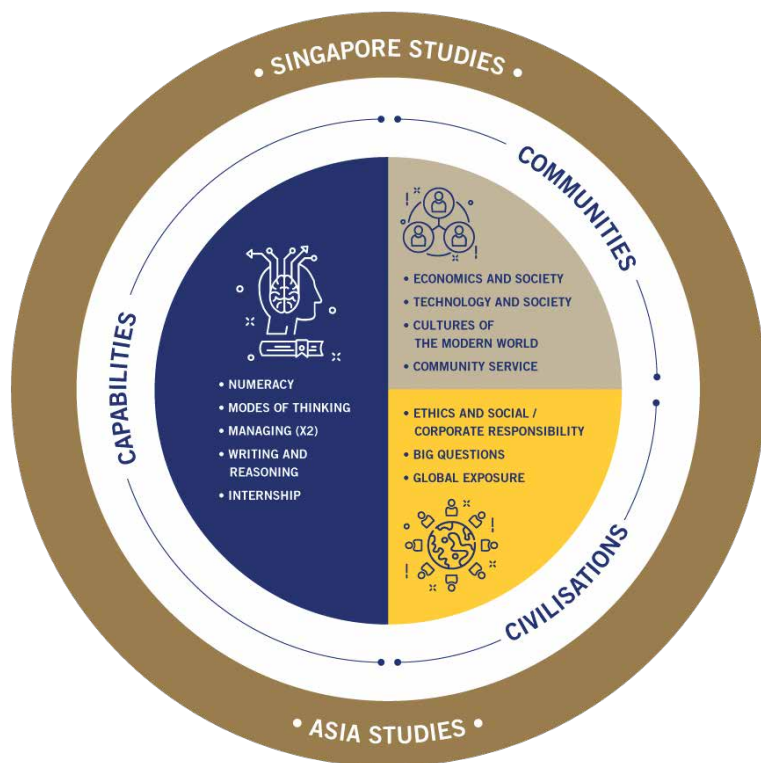 • SINGAPORE STUDIES •
COMMUNITIES
CAPABILITIES
• ECONOMICS AND SOCIETY
• TECHNOLOGY AND SOCIETY
• CULTURES OF
THE MODERN WORLD
• COMMUNITY SERVICE
• NUMERACY
• MODES OF THINKING
• MANAGING (X2)
• WRITING AND
REASONING
• INTERNSHIP
• ETHICS AND SOCIAL /
CORPORATE RESPONSIBILITY
• BIG QUESTIONS
• GLOBAL EXPOSURE
CIVILISATIONS
• ASIA STUDIES •